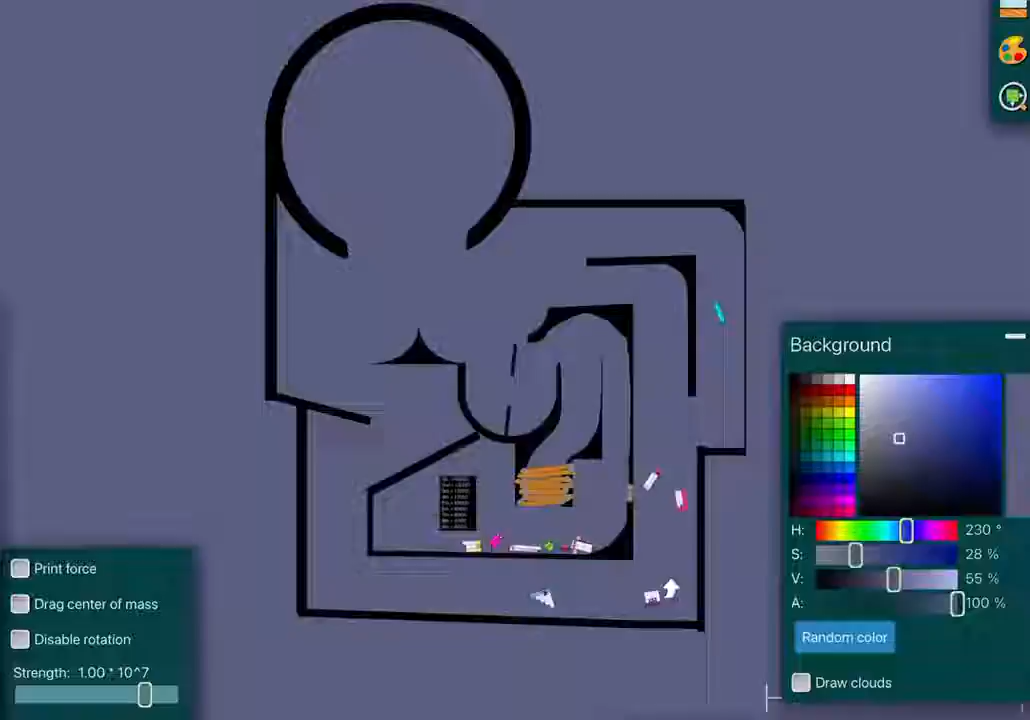 Background
H:
230 °
S:
28 %
V:
55 %
A:
100 %
Random color
Draw clouds
Print force
Drag center of mass
Disable rotation
Strength: 1.00 * 10^7